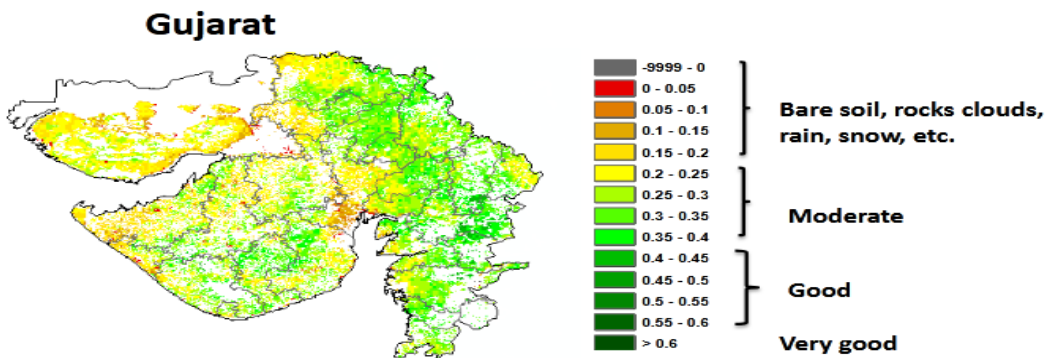 Gujarat
-9999 - 0
0 - 0.05
0.05 - 0.1
0.1 - 0.15
0.15 - 0.2
0.2 - 0.25
0.25 - 0.3
0.3 - 0.35
0.35 - 0.4
0.4 - 0.45
0.45 - 0.5
0.5 - 0.55
0.55 - 0.6
> 0.6
Bare soil, rocks clouds,
rain, snow, etc.
Moderate
Good
Very good